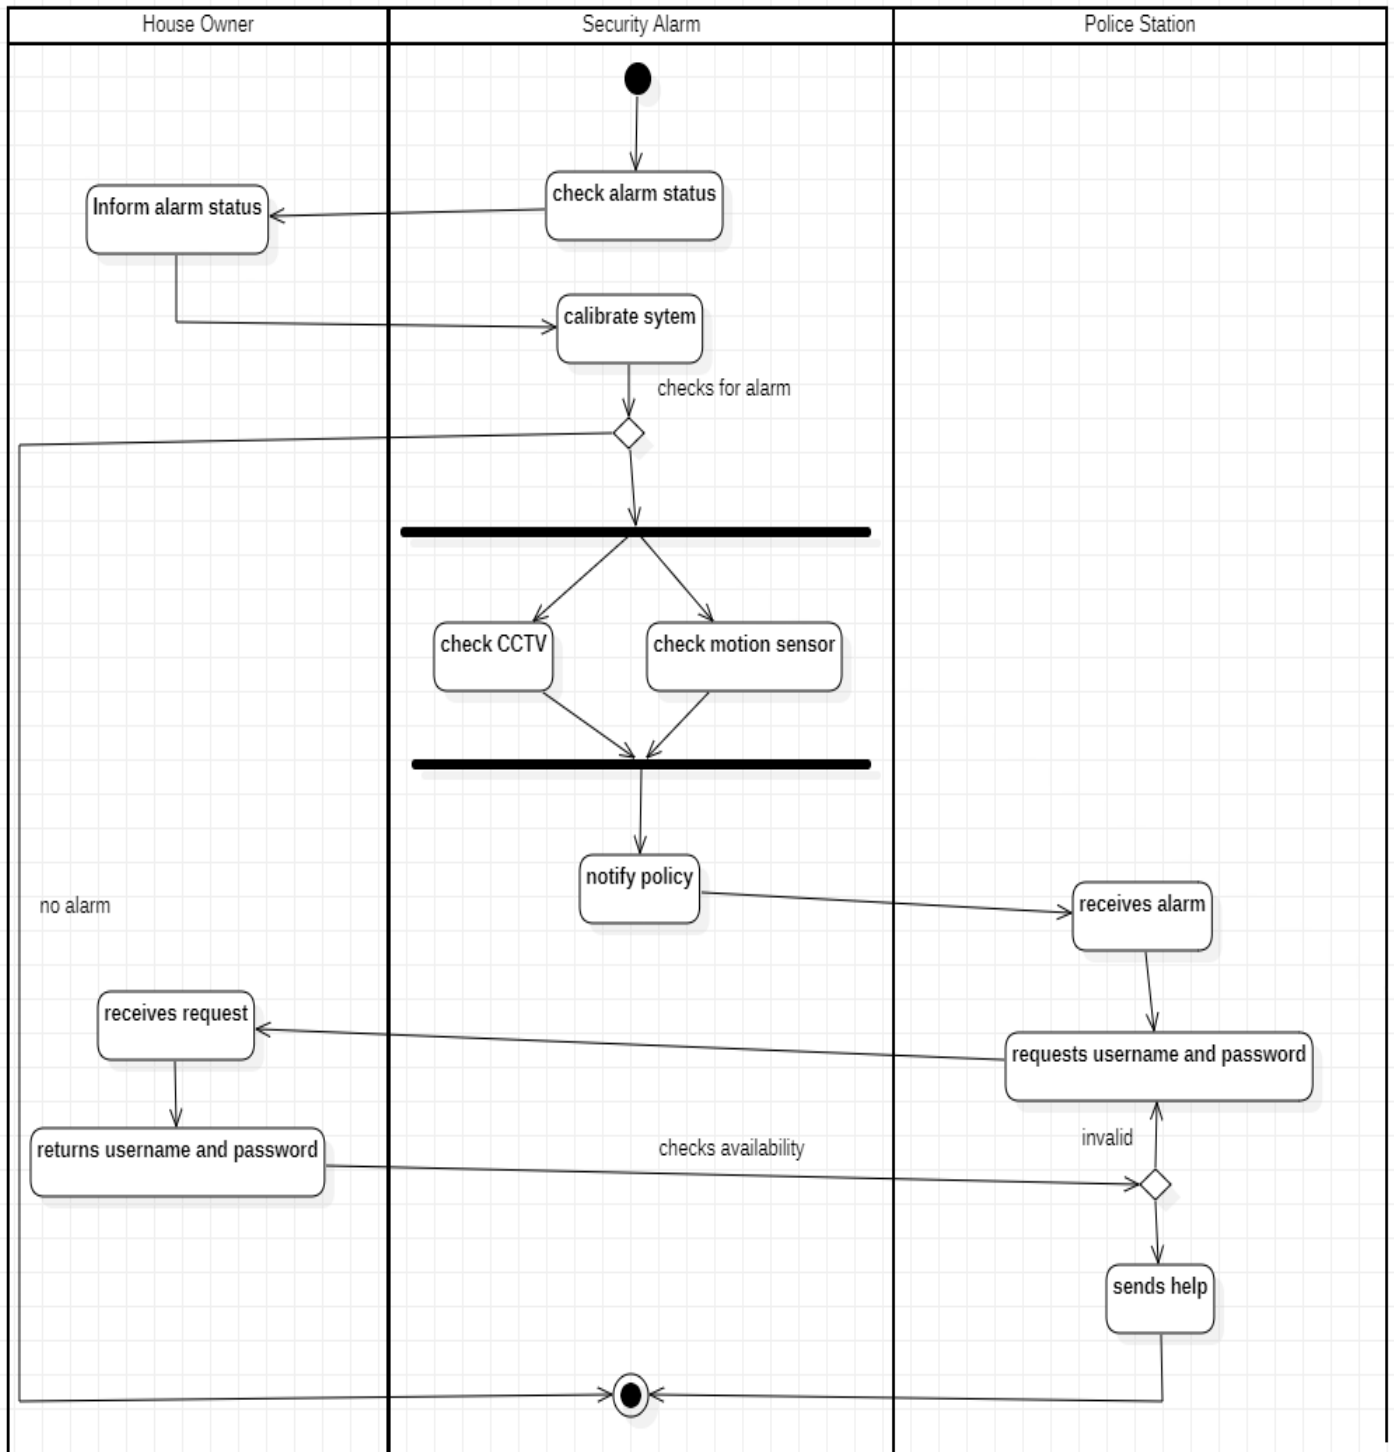 House Owner
Security Alarm
Police Station
check alarm status
Inform alarm status
calibrate sytem
checks for alarm
check CCTV
check motion sensor
notify policy
receives alarm
no alarm
receives request
requests username and password
invalid
returns username and password
checks availability
sends help